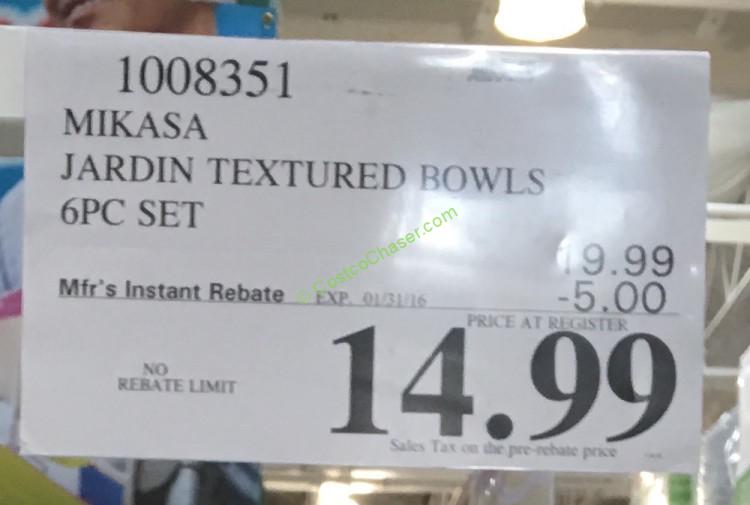 1008351
MIKASA
JARDIN TEXTURED BOWLS
6PC SET
19.99
Mfr's Instant Rebate EXP. 01/31/16 -5.00
PRICE AT REGISTER
NO
REBATE LIMIT
14.99
Sales Tax on the pre-rebate price
© CostcoChaser.com